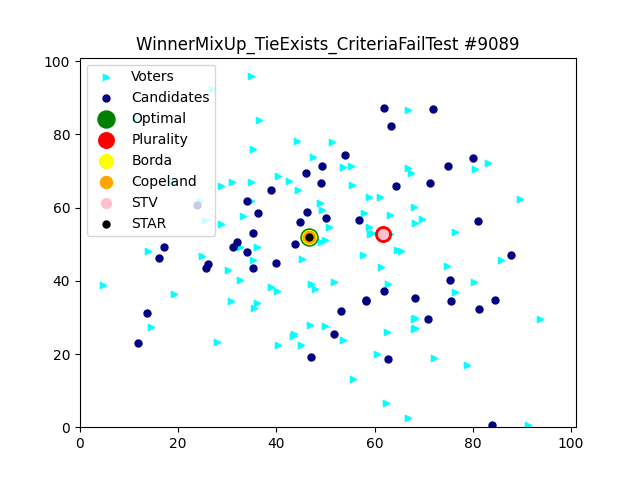 WinnerMixUp_TieExists_CriteriaFailTest #9089
Voters
Candidates
Optimal
Plurality
Borda
Copeland
STV
STAR
100
80
60
40
20
0
0 20 40 60 80 100